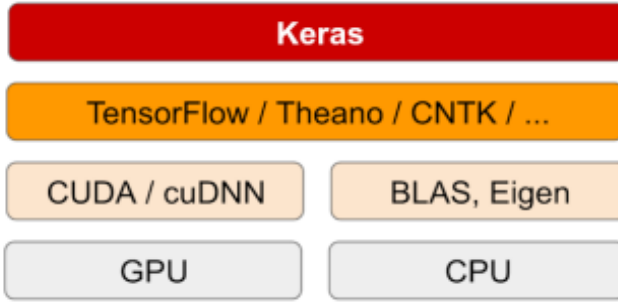 Keras
TensorFlow / Theano / CNTK / ...
CUDA / cuDNN
BLAS, Eigen
GPU
CPU